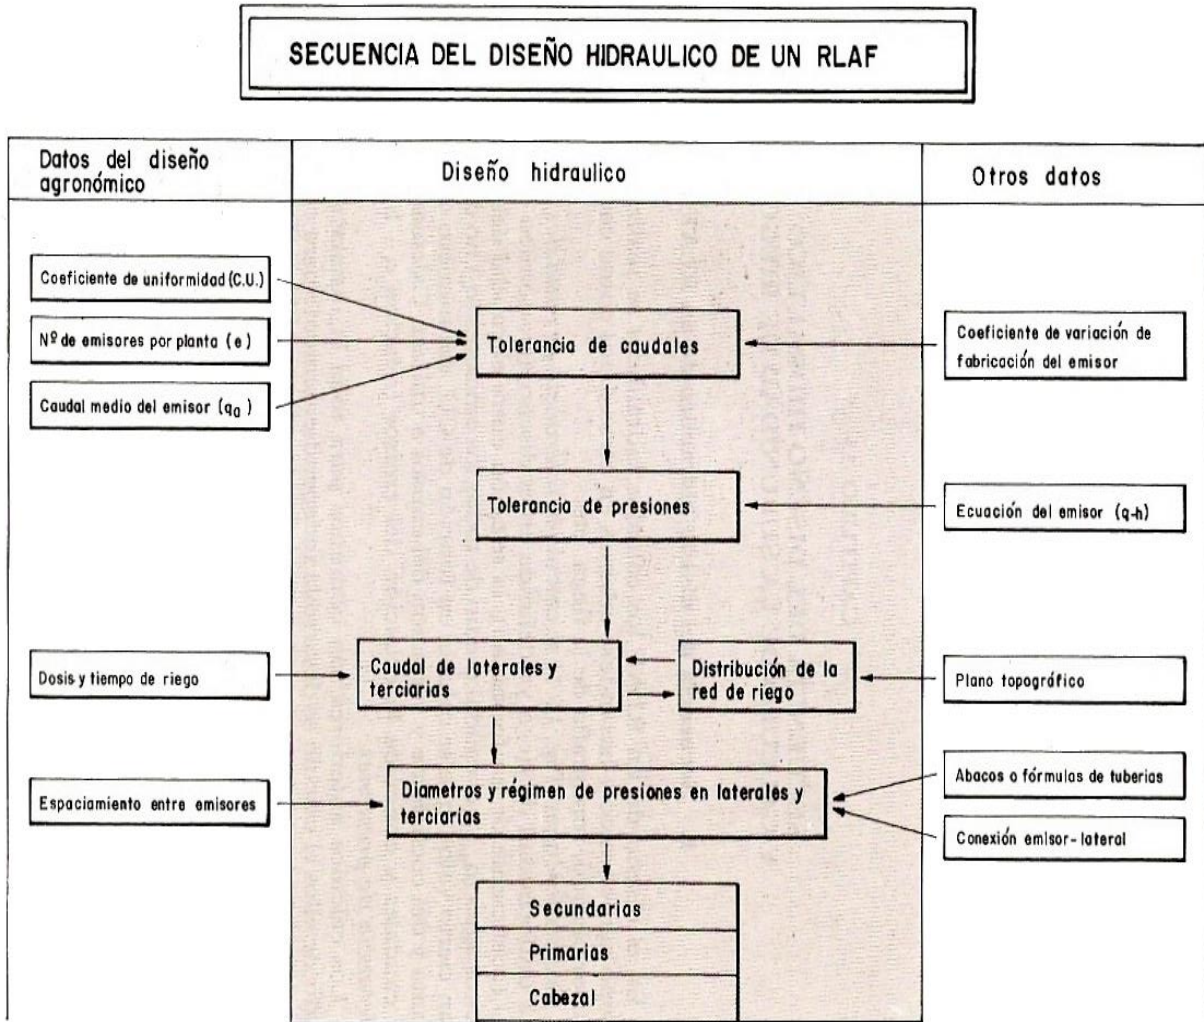 SECUENCIA DEL DISEÑO HIDRAULICO DE UN RLAF
Datos del diseño
agronómico
Diseño hidraulico
Otros datos
Coeficiente de uniformidad (C.U.)
Nº de emisores por planta (e)
Caudal medio del emisor (qa)
Tolerancia de caudales
Coeficiente de variación de
fabricación del emisor
Tolerancia de presiones
Ecuación del emisor (q-h)
Dosis y tiempo de riego
Caudal de laterales y
terciarias
Distribución de la
red de riego
Plano topográfico
Espaciamiento entre emisores
Diametros y régimen de presiones en laterales y
terciarias
Abacos o fórmulas de tuberias
Conexión emisor-lateral
Secundarias
Primarias
Cabezal